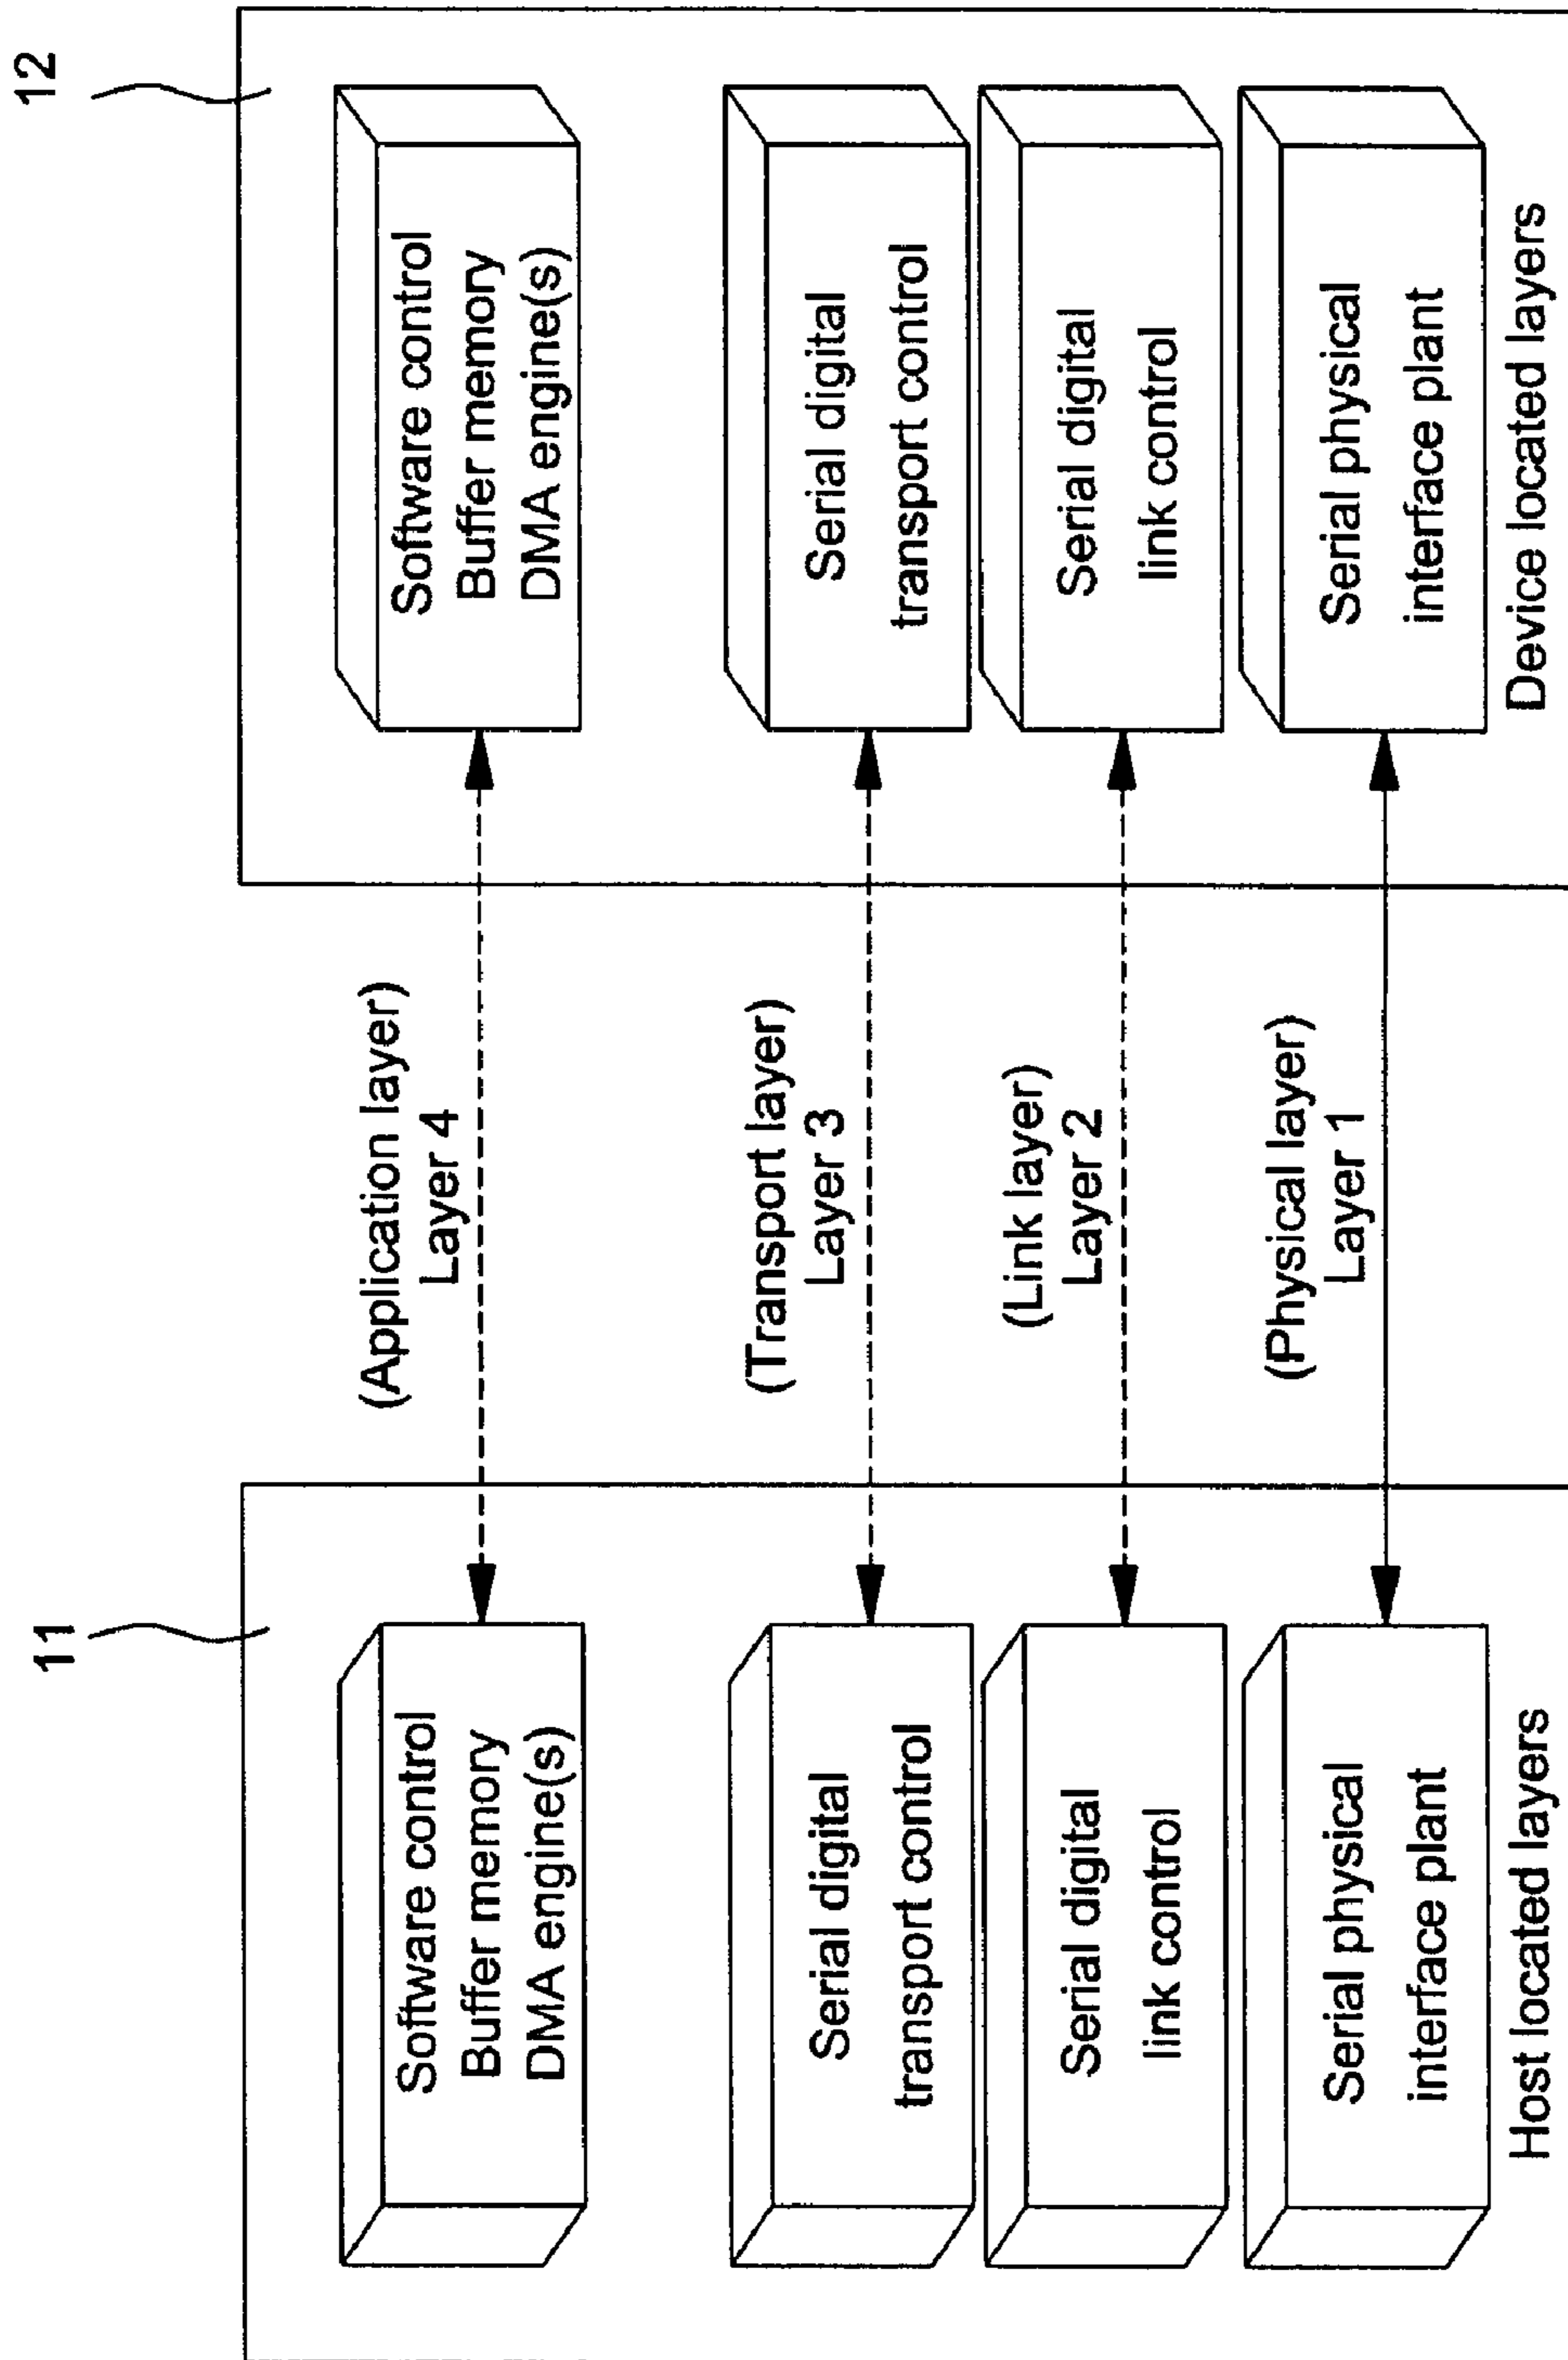 11
Software control
Buffer memory
DMA engine(s)
Serial digital
transport control
Serial digital
link control
Serial physical
interface plant
Host located layers
(Application layer)
Layer 4
(Transport layer)
Layer 3
(Link layer)
Layer 2
(Physical layer)
Layer 1
12
Software control
Buffer memory
DMA engine(s)
Serial digital
transport control
Serial digital
link control
Serial physical
interface plant
Device located layers